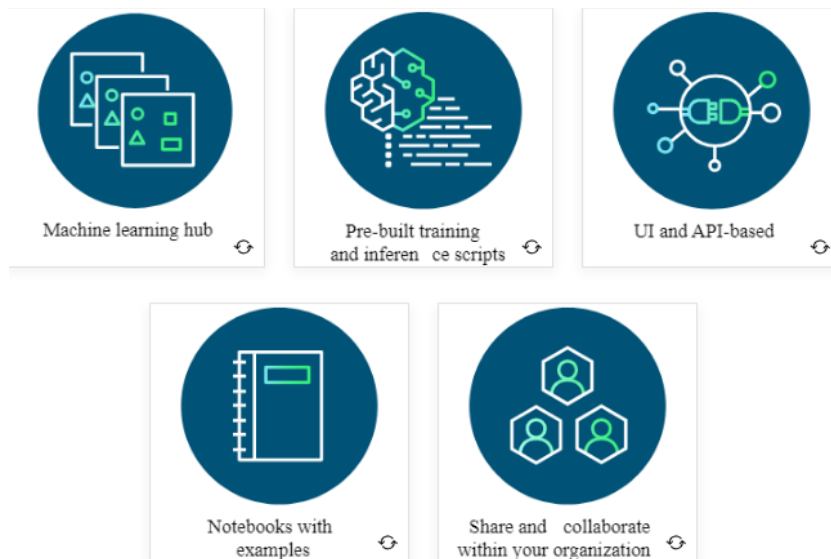 Machine learning hub
Pre-built training
and inferen ce scripts
UI and API-based
Notebooks with
examples
Share and collaborate
within your organization